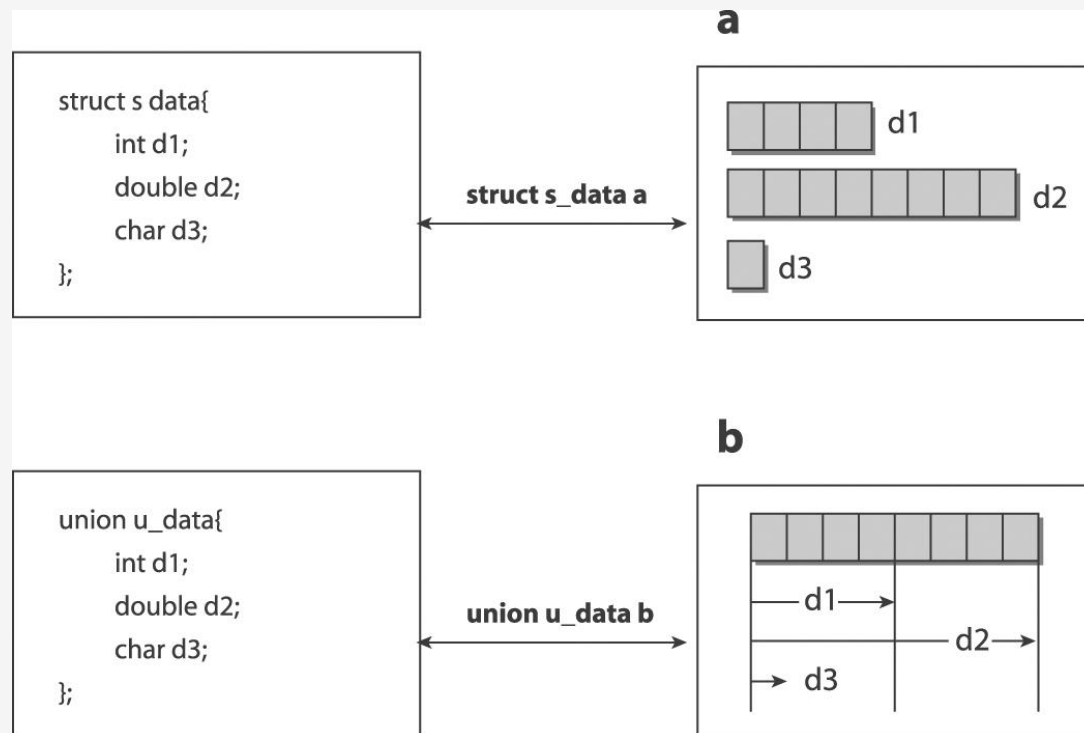 a
struct s data{
int d1;
double d2;
char d3;
};
struct s_data a
d1
d2
d3
b
union u_data{
int d1;
double d2;
char d3;
};
union u_data b
d1
d2
d3